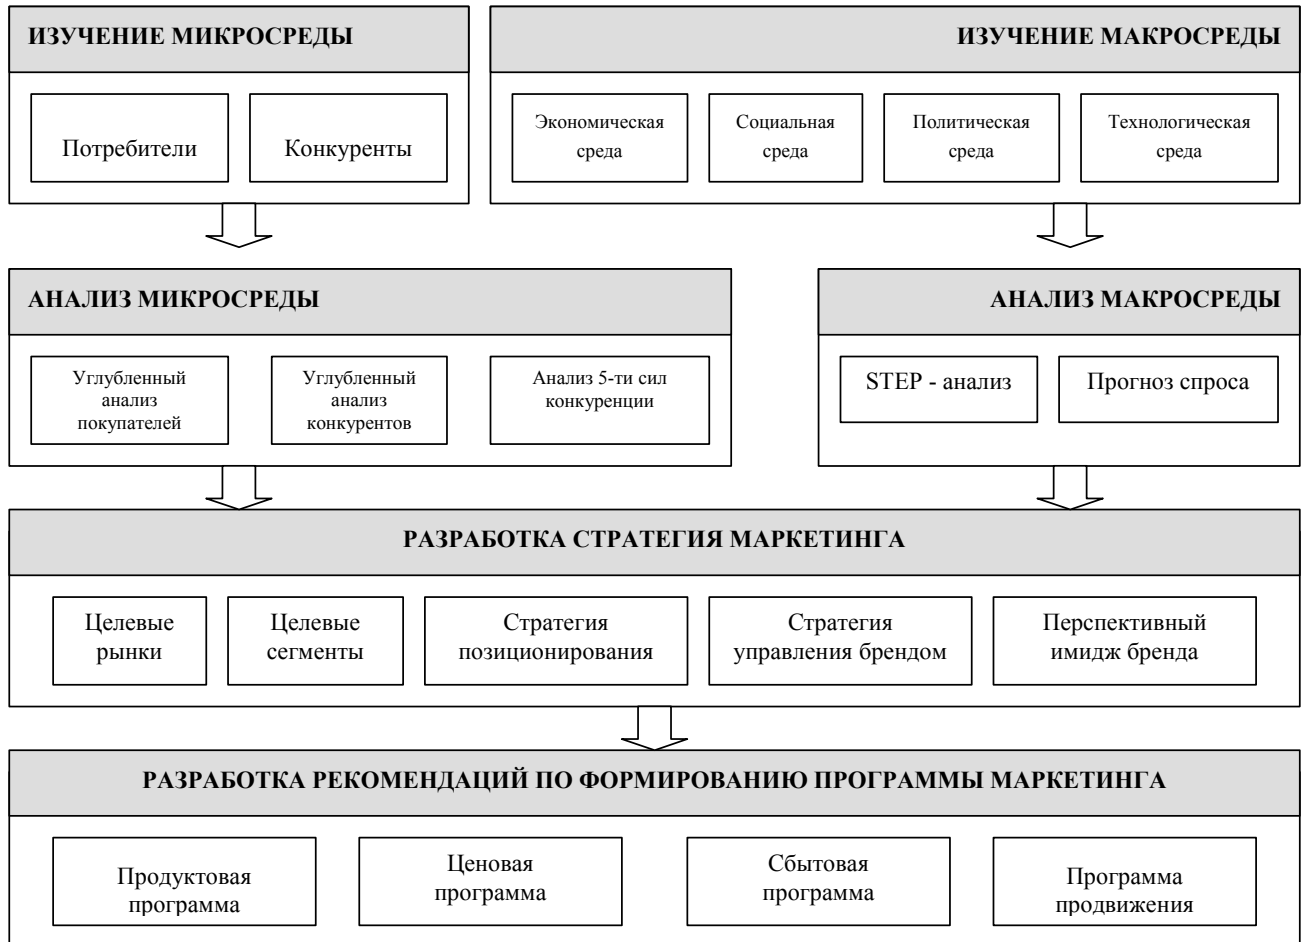 ИЗУЧЕНИЕ МИКРОСРЕДЫ
Потребители
Конкуренты
ИЗУЧЕНИЕ МАКРОСРЕДЫ
Экономическая
среда
Социальная
среда
Политическая
среда
Технологическая
среда
АНАЛИЗ МИКРОСРЕДЫ
Углубленный
анализ
покупателей
Углубленный
анализ
конкурентов
Анализ 5-ти сил
конкуренции
АНАЛИЗ МАКРОСРЕДЫ
STEP - анализ
Прогноз спроса
РАЗРАБОТКА СТРАТЕГИЯ МАРКЕТИНГА
Целевые
рынки
Целевые
сегменты
Стратегия
позиционирования
Стратегия
управления брендом
Перспективный
имидж бренда
РАЗРАБОТКА РЕКОМЕНДАЦИЙ ПО ФОРМИРОВАНИЮ ПРОГРАММЫ МАРКЕТИНГА
Продуктовая
программа
Ценовая
программа
Сбытовая
программа
Программа
продвижения